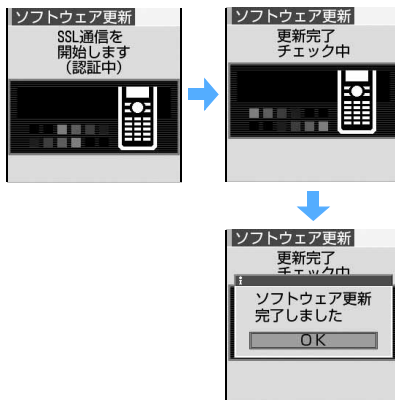 ソフトウェア更新
SSL通信を
開始します
（認証中）
ソフトウェア更新
更新完了
チェック中
ソフトウェア更新
更新完了
チェック中
i
ソフトウェア更新
完了しました
OK